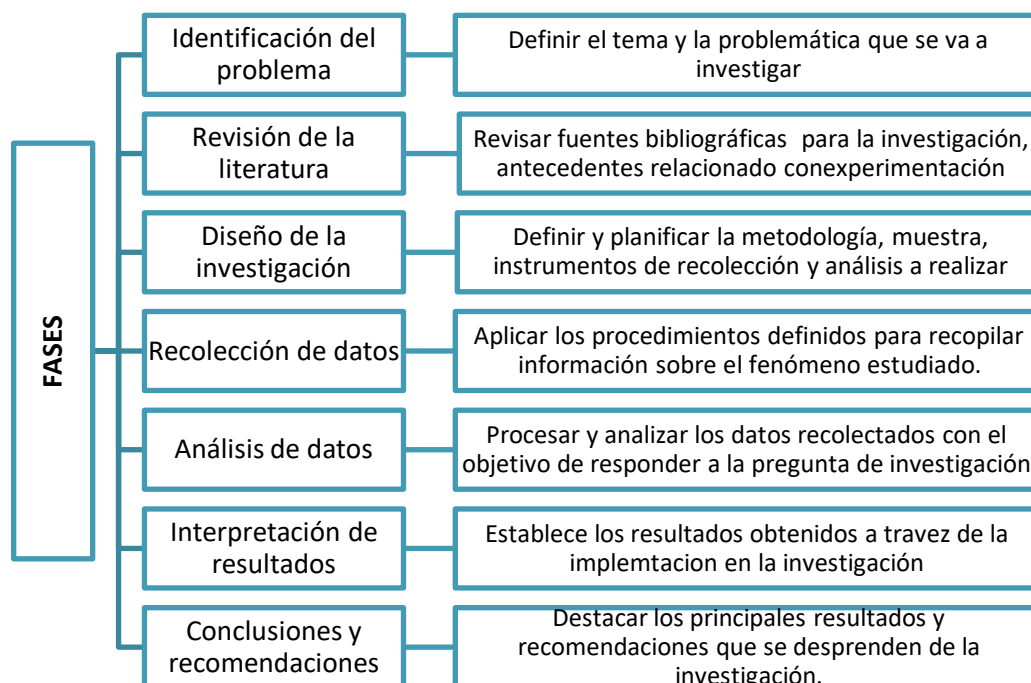 FASES
Identificación del
problema
Definir el tema y la problemática que se va a
investigar
Revisión de la
literatura
Revisar fuentes bibliográficas  para la investigación,
antecedentes relacionado conexperimentación
Diseño de la
investigación
Definir y planificar la metodología, muestra,
instrumentos de recolección y análisis a realizar
Recolección de datos
Aplicar los procedimientos definidos para recopilar
información sobre el fenómeno estudiado.
Análisis de datos
Procesar y analizar los datos recolectados con el
objetivo de responder a la pregunta de investigación
Interpretación de
resultados
Establece los resultados obtenidos a travez de la
implemtacion en la investigación
Conclusiones y
recomendaciones
Destacar los principales resultados y
recomendaciones que se desprenden de la
investigación.